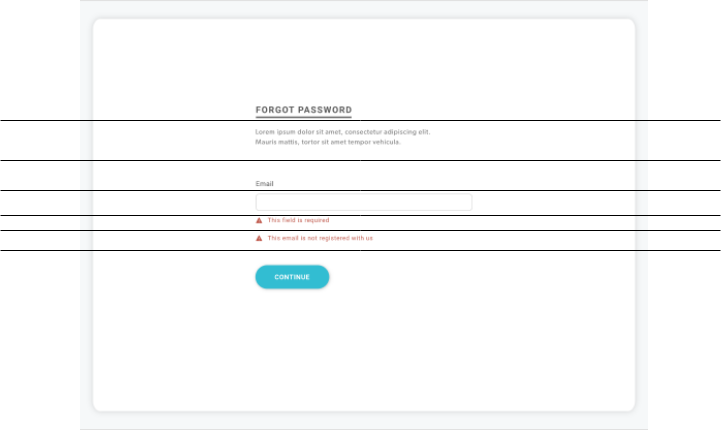 FORGOT PASSWORD
Lorem ipsum dolor sit amet, consectetur adipiscing elit.
Mauris mattis, tortor sit amet tempor vehicula.
Email
This field is required
This email is not registered with us
CONTINUE